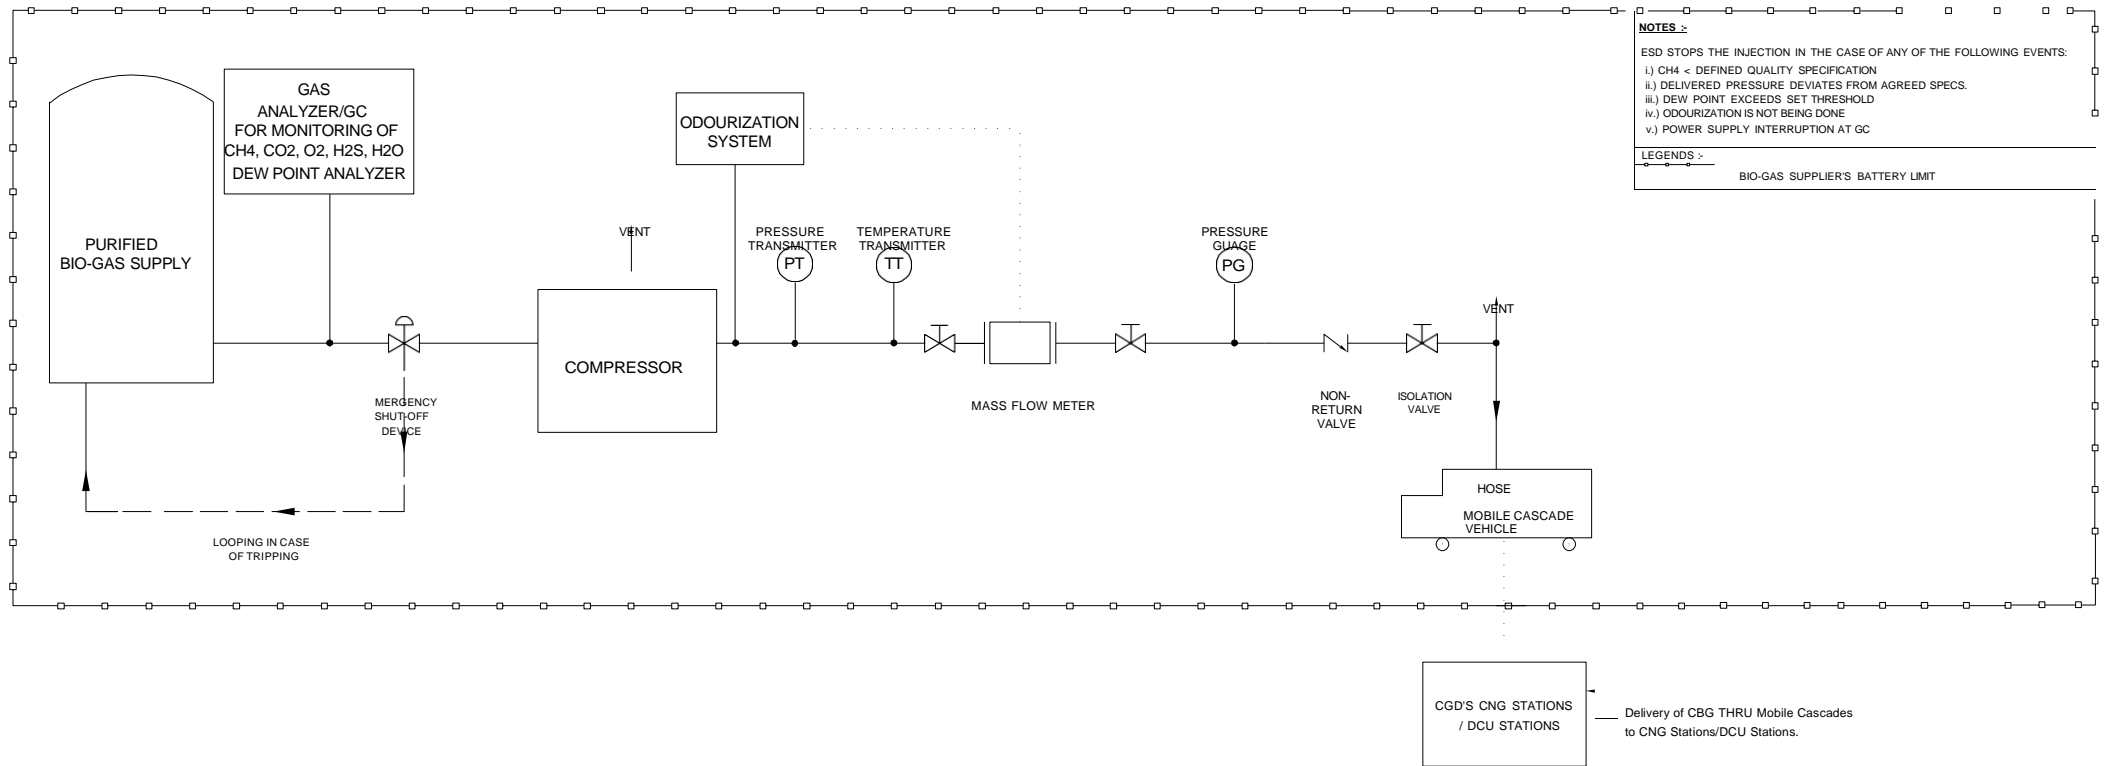 NOTES :-
ESD STOPS THE INJECTION IN THE CASE OF ANY OF THE FOLLOWING EVENTS:
i.) CH4 < DEFINED QUALITY SPECIFICATION
ii.) DELIVERED PRESSURE DEVIATES FROM AGREED SPECS.
iii.) DEW POINT EXCEEDS SET THRESHOLD
iv.) ODOURIZATION IS NOT BEING DONE
v.) POWER SUPPLY INTERRUPTION AT GC
LEGENDS :-
BIO-GAS SUPPLIER'S BATTERY LIMIT
GAS
ANALYZER/GC
FOR MONITORING OF
CH4, CO2, O2, H2S, H2O
DEW POINT ANALYZER
ODOURIZATION
SYSTEM
PURIFIED
BIO-GAS SUPPLY
VENT
PRESSURE
TRANSMITTER
PT
TEMPERATURE
TRANSMITTER
TT
PRESSURE
GUAGE
PG
VENT
COMPRESSOR
MERGENCY
SHUT-OFF
DEVICE
MASS FLOW METER
NON-
RETURN
VALVE
ISOLATION
VALVE
HOSE
MOBILE CASCADE
VEHICLE
LOOPING IN CASE
OF TRIPPING
CGD'S CNG STATIONS
/ DCU STATIONS
Delivery of CBG THRU Mobile Cascades
to CNG Stations/DCU Stations.